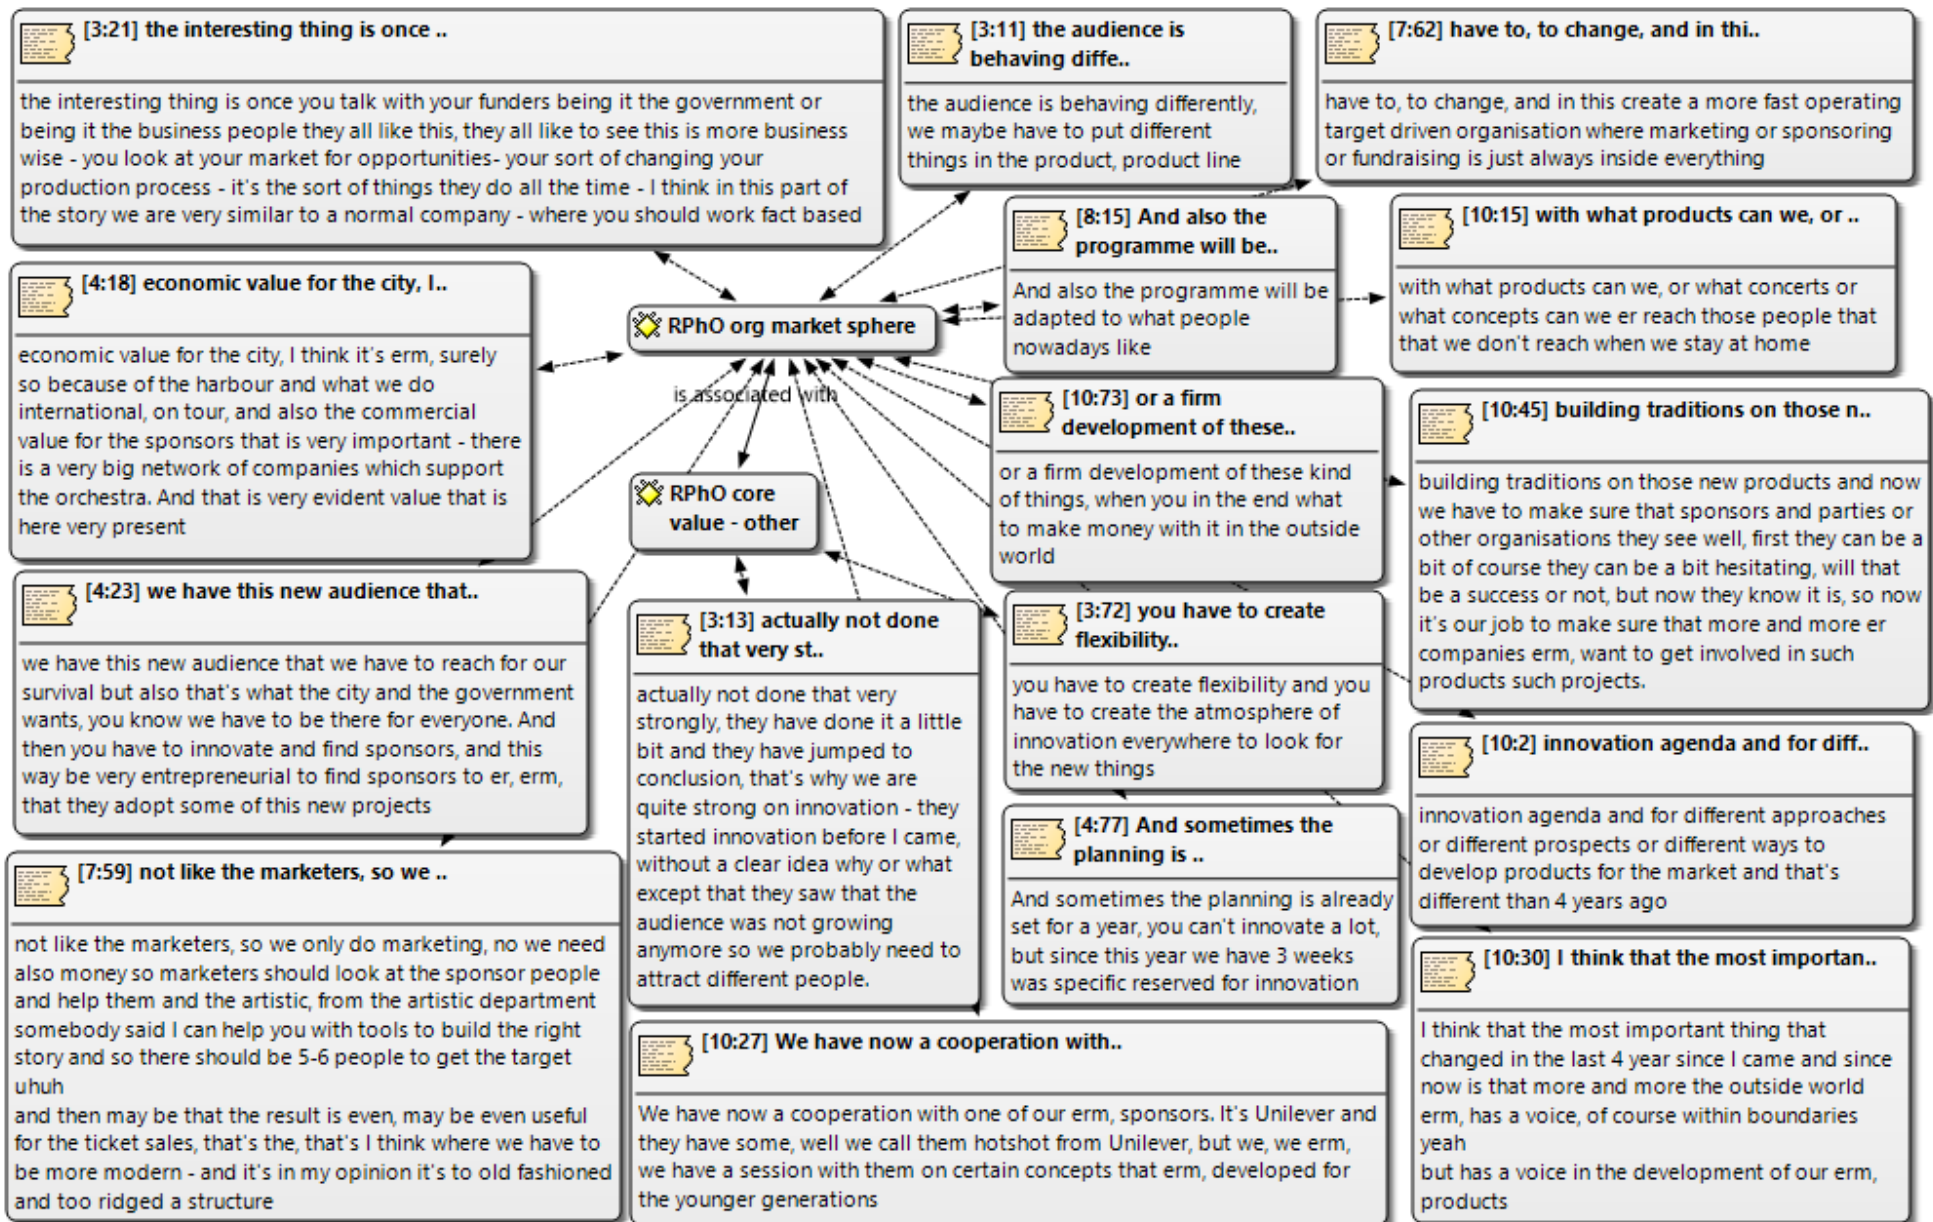 [3:21] the interesting thing is once ..
the interesting thing is once you talk with your funders being it the government or
being it the business people they all like this, they all like to see this is more business
wise - you look at your market for opportunities- your sort of changing your
production process - it's the sort of things they do all the time - I think in this part of
the story we are very similar to a normal company - where you should work fact based
[3:11] the audience is
behaving diffe..
the audience is behaving differently,
we maybe have to put different
things in the product, product line
[7:62] have to, to change, and in thi..
have to, to change, and in this create a more fast operating
target driven organisation where marketing or sponsoring
or fundraising is just always inside everything
[8:15] And also the
programme will be..
And also the programme will be
adapted to what people
nowadays like
[10:15] with what products can we, or ..
with what products can we, or what concerts or
what concepts can we er reach those people that
that we don't reach when we stay at home
[4:18] economic value for the city, I..
economic value for the city, I think it's erm, surely
so because of the harbour and what we do
international, on tour, and also the commercial
value for the sponsors that is very important - there
is a very big network of companies which support
the orchestra. And that is very evident value that is
here very present
RPhO org market sphere
is associated with
RPhO core
value - other
[10:73] or a firm
development of these..
or a firm development of these kind
of things, when you in the end what
to make money with it in the outside
world
[10:45] building traditions on those n..
building traditions on those new products and now
we have to make sure that sponsors and parties or
other organisations they see well, first they can be a
bit of course they can be a bit hesitating, will that
be a success or not, but now they know it is, so now
it's our job to make sure that more and more er
companies erm, want to get involved in such
products such projects.
[4:23] we have this new audience that..
we have this new audience that we have to reach for our
survival but also that's what the city and the government
wants, you know we have to be there for everyone. And
then you have to innovate and find sponsors, and this
way be very entrepreneurial to find sponsors to er, erm,
that they adopt some of this new projects
[3:13] actually not done
that very st..
actually not done that very
strongly, they have done it a little
bit and they have jumped to
conclusion, that's why we are
quite strong on innovation - they
started innovation before I came,
without a clear idea why or what
except that they saw that the
audience was not growing
anymore so we probably need to
attract different people.
[3:72] you have to create
flexibility..
you have to create flexibility and you
have to create the atmosphere of
innovation everywhere to look for
the new things
[10:2] innovation agenda and for diff..
innovation agenda and for different approaches
or different prospects or different ways to
develop products for the market and that's
different than 4 years ago
[4:77] And sometimes the
planning is ..
And sometimes the planning is already
set for a year, you can't innovate a lot,
but since this year we have 3 weeks
was specific reserved for innovation
[7:59] not like the marketers, so we ..
not like the marketers, so we only do marketing, no we need
also money so marketers should look at the sponsor people
and help them and the artistic, from the artistic department
somebody said I can help you with tools to build the right
story and so there should be 5-6 people to get the target
uhuh
and then may be that the result is even, may be even useful
for the ticket sales, that's the, that's I think where we have to
be more modern - and it's in my opinion it's to old fashioned
and too ridged a structure
[10:27] We have now a cooperation with..
We have now a cooperation with one of our erm, sponsors. It's Unilever and
they have some, well we call them hotshot from Unilever, but we, we erm,
we have a session with them on certain concepts that erm, developed for
the younger generations
[10:30] I think that the most importan..
I think that the most important thing that
changed in the last 4 year since I came and since
now is that more and more the outside world
erm, has a voice, of course within boundaries
yeah
but has a voice in the development of our erm,
products